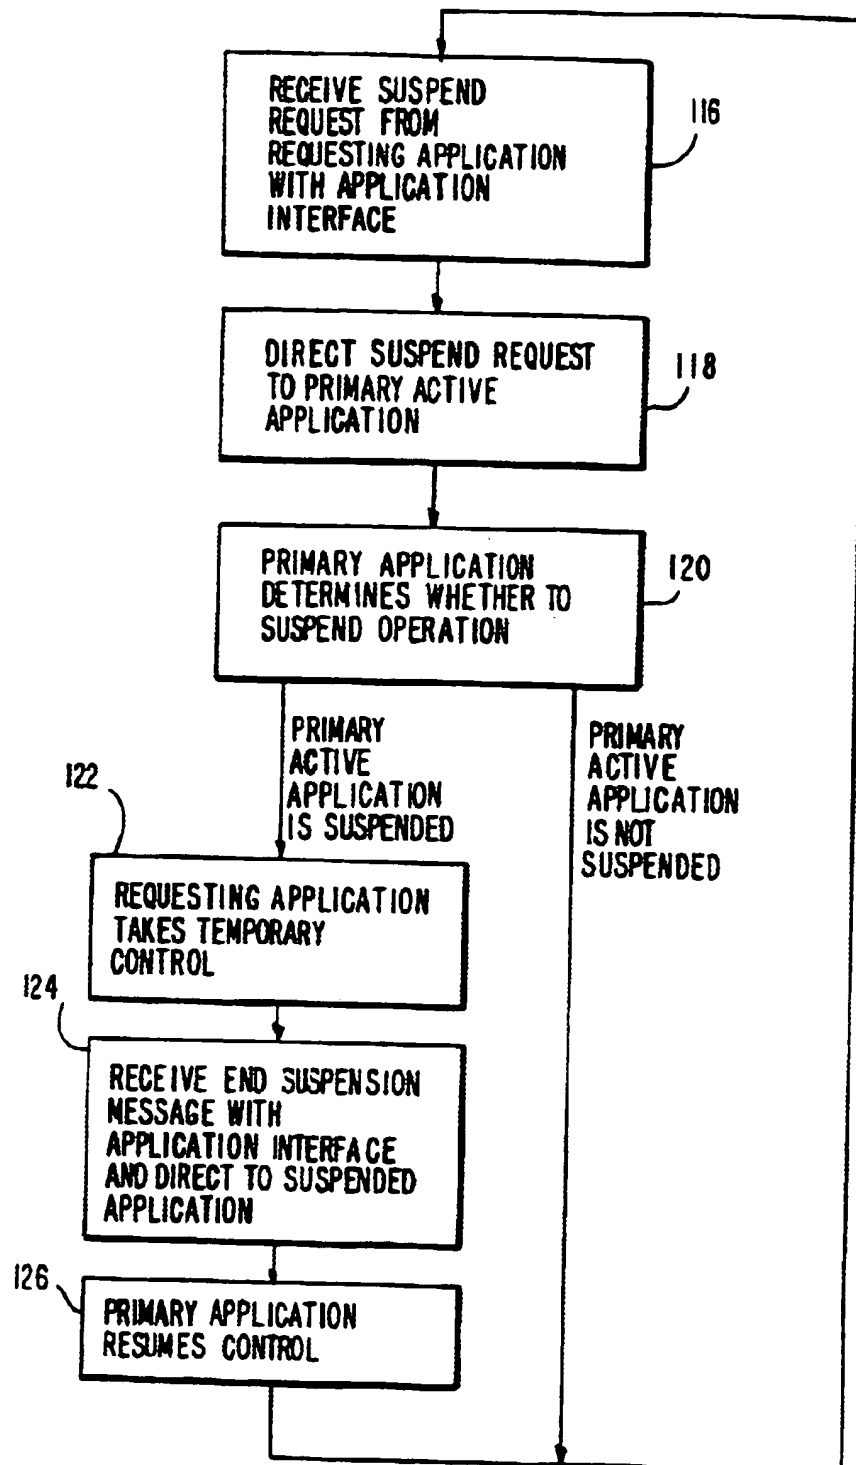 RECEIVE SUSPEND
REQUEST FROM
REQUESTING APPLICATION
WITH APPLICATION
INTERFACE
116
DIRECT SUSPEND REQUEST
TO PRIMARY ACTIVE
APPLICATION
118
PRIMARY APPLICATION
DETERMINES WHETHER TO
SUSPEND OPERATION
120
PRIMARY
ACTIVE
APPLICATION
IS SUSPENDED
PRIMARY
ACTIVE
APPLICATION
IS NOT
SUSPENDED
122
REQUESTING APPLICATION
TAKES TEMPORARY
CONTROL
124
RECEIVE END SUSPENSION
MESSAGE WITH
APPLICATION INTERFACE
AND DIRECT TO SUSPENDED
APPLICATION
126
PRIMARY APPLICATION
RESUMES CONTROL